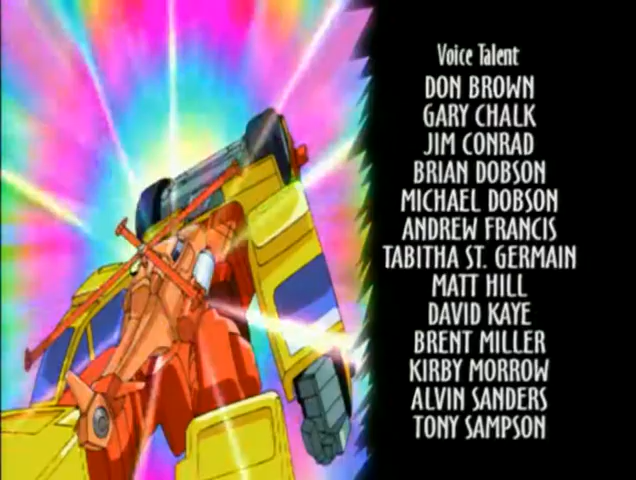 Voice Talent
DON BROWN
GARY CHALK
JIM CONRAD
BRIAN DOBSON
MICHAEL DOBSON
ANDREW FRANCIS
TABITHA ST. GERMAIN
MATT HILL
DAVID KAYE
BRENT MILLER
KIRBY MORROW
ALVIN SANDERS
TONY SAMPSON